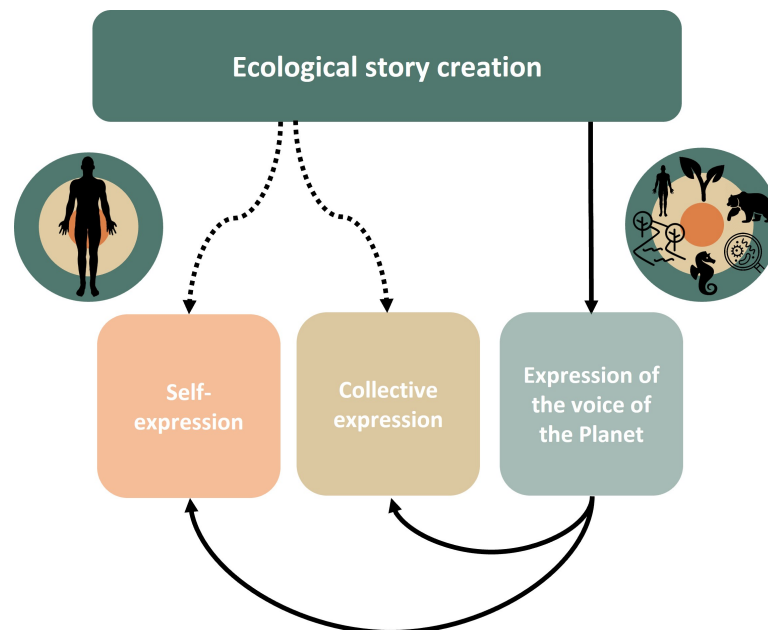 Ecological story creation
Self-
expression
Collective
expression
Expression of
the voice of
the Planet